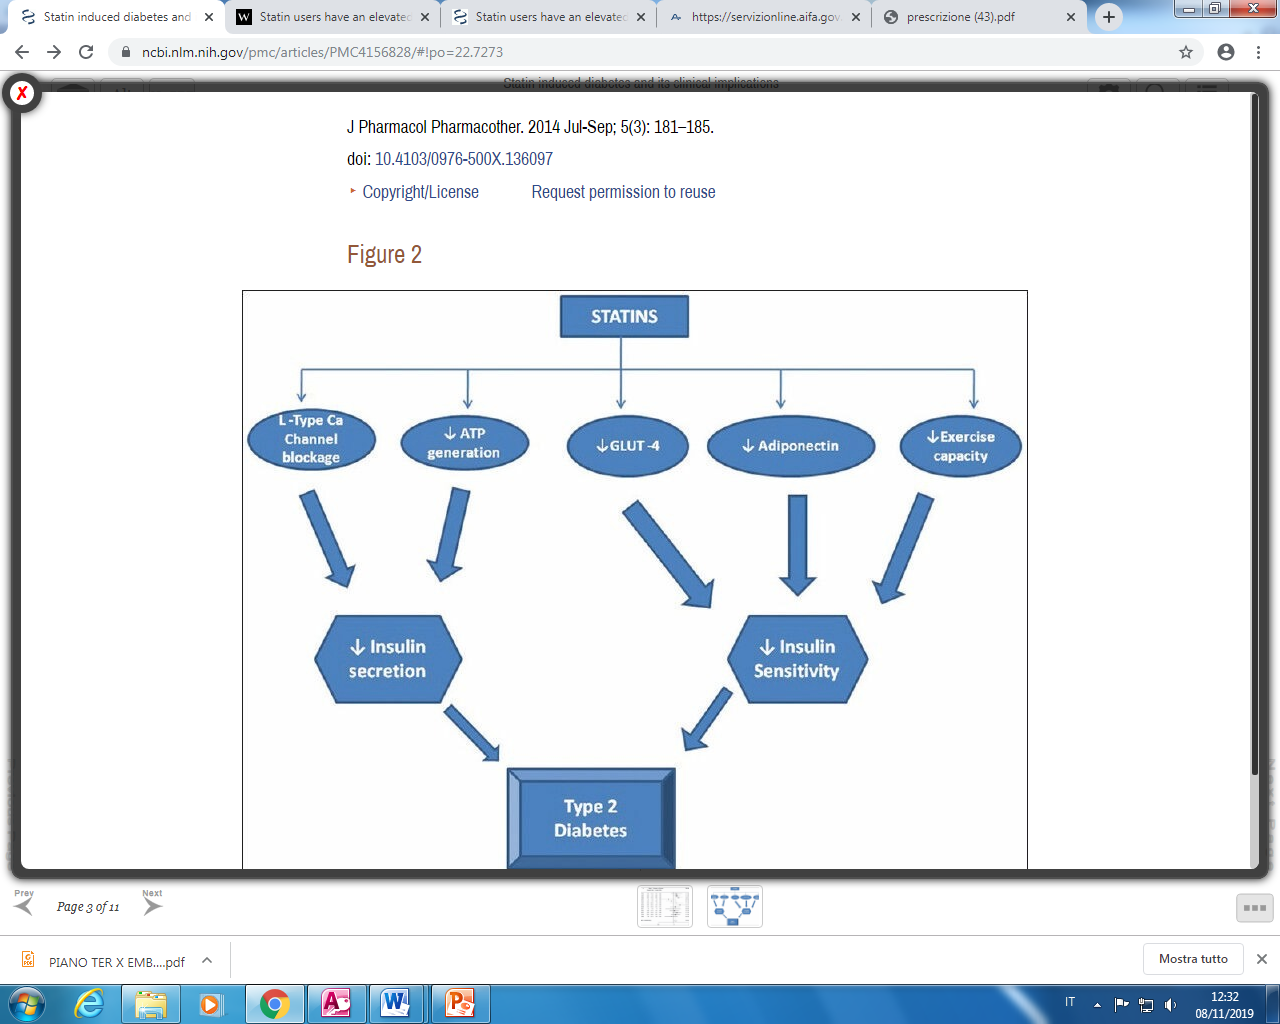 Statin induced diabetes and
Statin users have an elevated
Statin users have an elevated
https://servizionline.aifa.gov.
prescrizione (43).pdf
ncbi.nlm.nih.gov/pmc/articles/PMC4156828/#!po=22.7273
Statin induced diabetes and its clinical implications
J Pharmacol Pharmacother. 2014 Jul-Sep; 5(3): 181–185.
doi: 10.4103/0976-500X.136097
Copyright/License Request permission to reuse
Figure 2
STATINS
L -Type Ca
Channel
blockage
↓ ATP
generation
↓GLUT -4
↓ Adiponectin
↓Exercise
capacity
↓ Insulin
secretion
↓ Insulin
Sensitivity
Type 2
Diabetes
Prev
Page 3 of 11
Next
PIANO TER X EMB....pdf
Mostra tutto
IT
12:32
08/11/2019